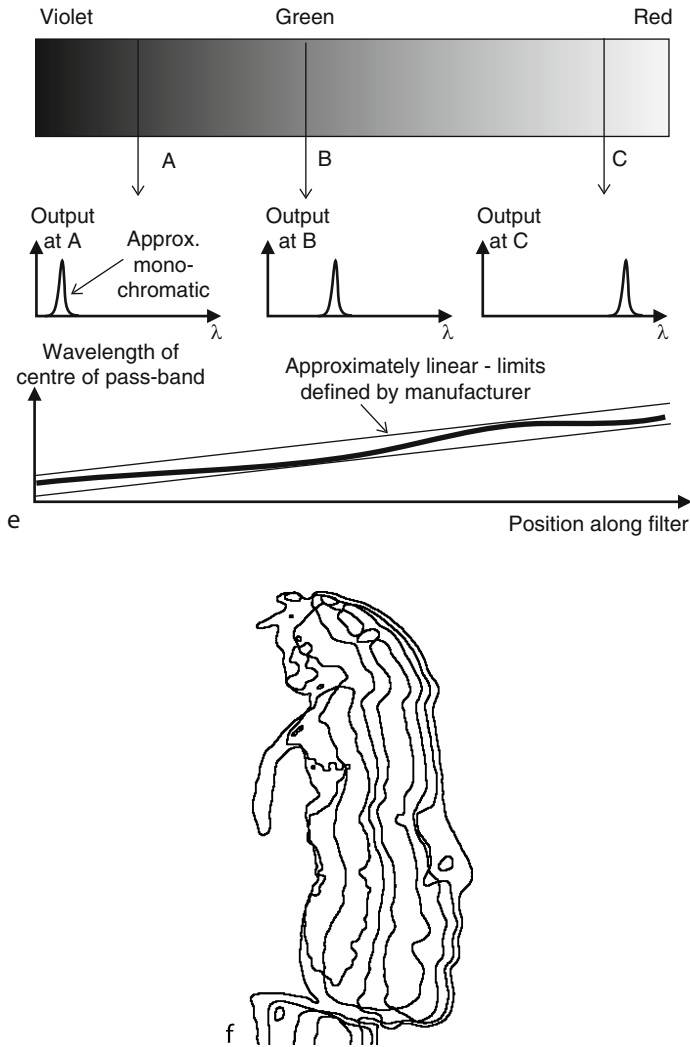 Violet Green Red
A B C
Output
at A
Approx.
mono-
chromatic
λ
Output
at B
λ
Output
at C
λ
Wavelength of
centre of pass-band
Approximately linear - limits
defined by manufacturer
e
Position along filter
f